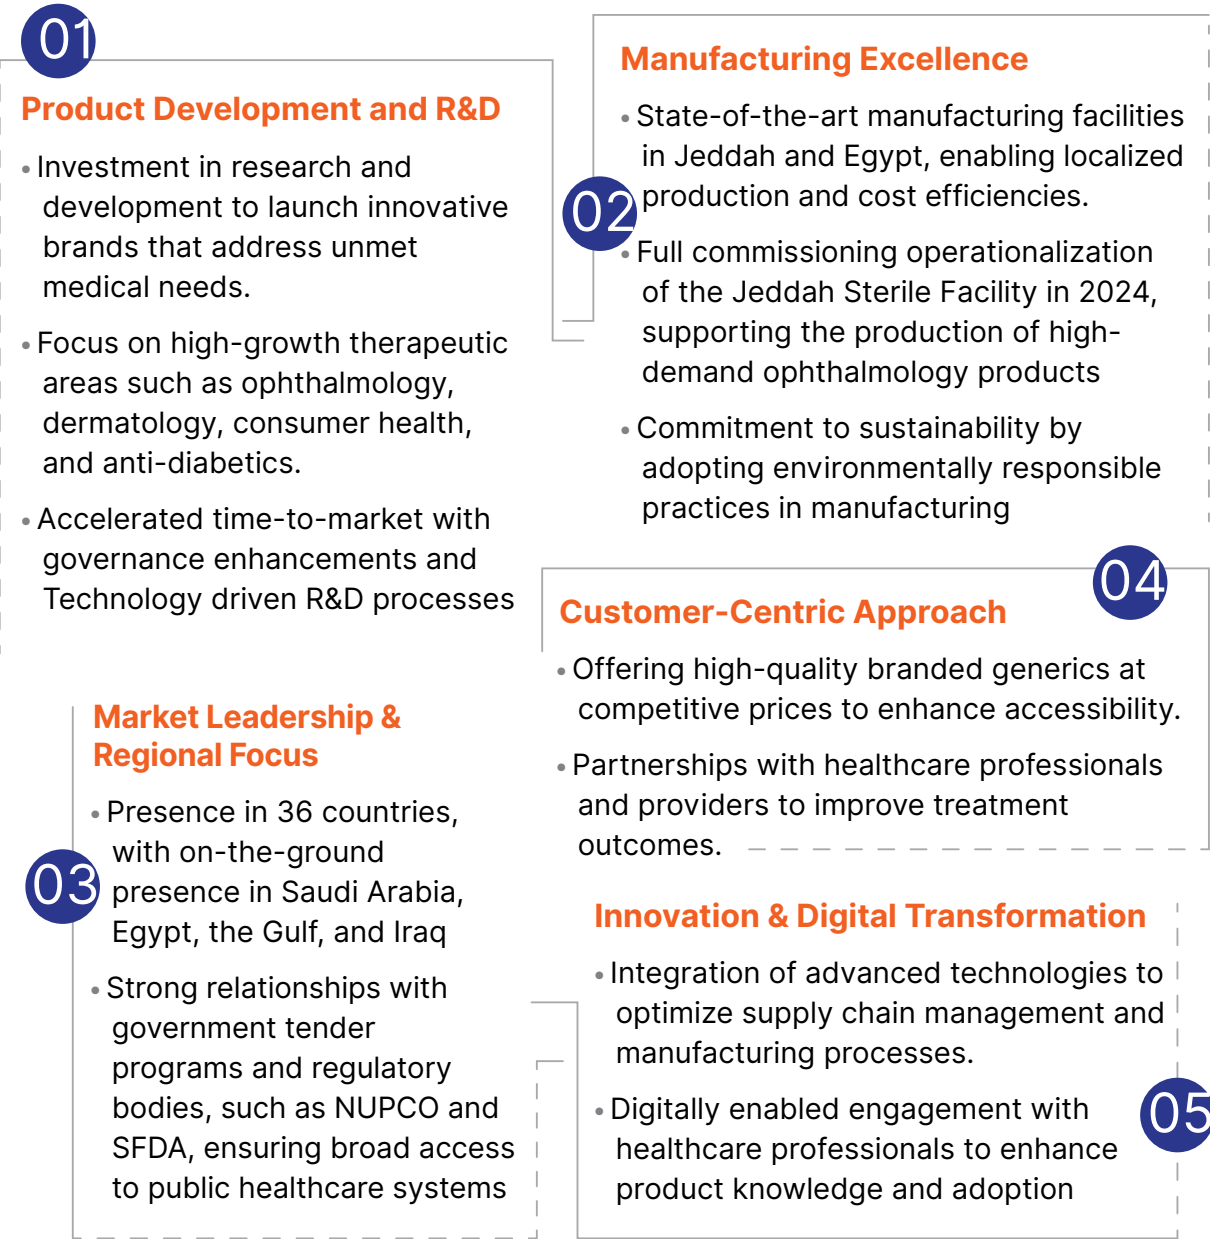 01
Product Development and R&D
• Investment in research and
development to launch innovative
brands that address unmet
medical needs.
• Focus on high-growth therapeutic
areas such as ophthalmology,
dermatology, consumer health,
and anti-diabetics.
• Accelerated time-to-market with
governance enhancements and
Technology driven R&D processes
02
Manufacturing Excellence
• State-of-the-art manufacturing facilities
in Jeddah and Egypt, enabling localized
production and cost efficiencies.
• Full commissioning operationalization
of the Jeddah Sterile Facility in 2024,
supporting the production of high-
demand ophthalmology products
• Commitment to sustainability by
adopting environmentally responsible
practices in manufacturing
03
Market Leadership &
Regional Focus
• Presence in 36 countries,
with on-the-ground
presence in Saudi Arabia,
Egypt, the Gulf, and Iraq
• Strong relationships with
government tender
programs and regulatory
bodies, such as NUPCO and
SFDA, ensuring broad access
to public healthcare systems
04
Customer-Centric Approach
• Offering high-quality branded generics at
competitive prices to enhance accessibility.
• Partnerships with healthcare professionals
and providers to improve treatment
outcomes.
05
Innovation & Digital Transformation
• Integration of advanced technologies to
optimize supply chain management and
manufacturing processes.
• Digitally enabled engagement with
healthcare professionals to enhance
product knowledge and adoption